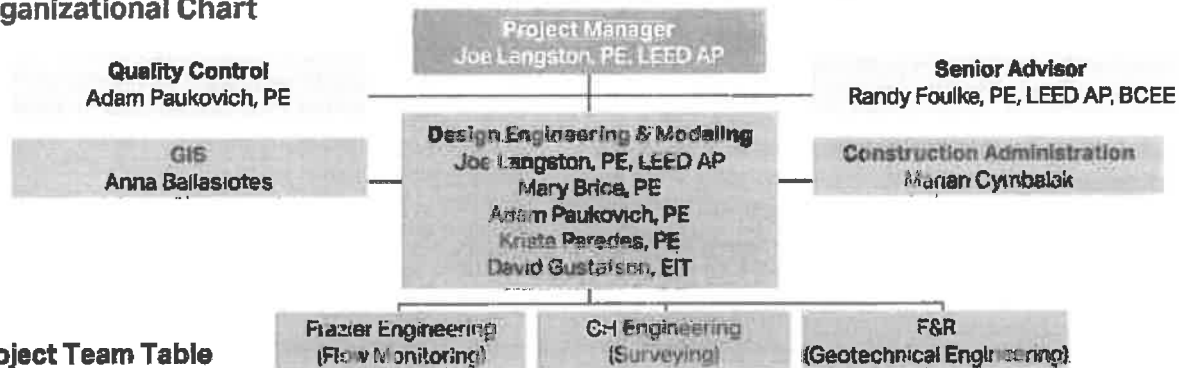 ganizational Chart
Project Manager
Joe Langston, PE, LEED AP
Quality Control
Adam Paukovich, PE
Senior Advisor
Randy Foulke, PE, LEED AP, BCEE
GIS
Anna Ballasiotes
Design Engineering & Modeling
Joe Langston, PE, LEED AP
Mary Brice, PE
Adam Paukovich, PE
Krista Paredes, PE
David Gustafson, EIT
Construction Administration
Marian Cymbalak
Frazier Engineering
(Flow Monitoring)
CH Engineering
(Surveying)
F&R
(Geotechnical Engineering)
oject Team Table